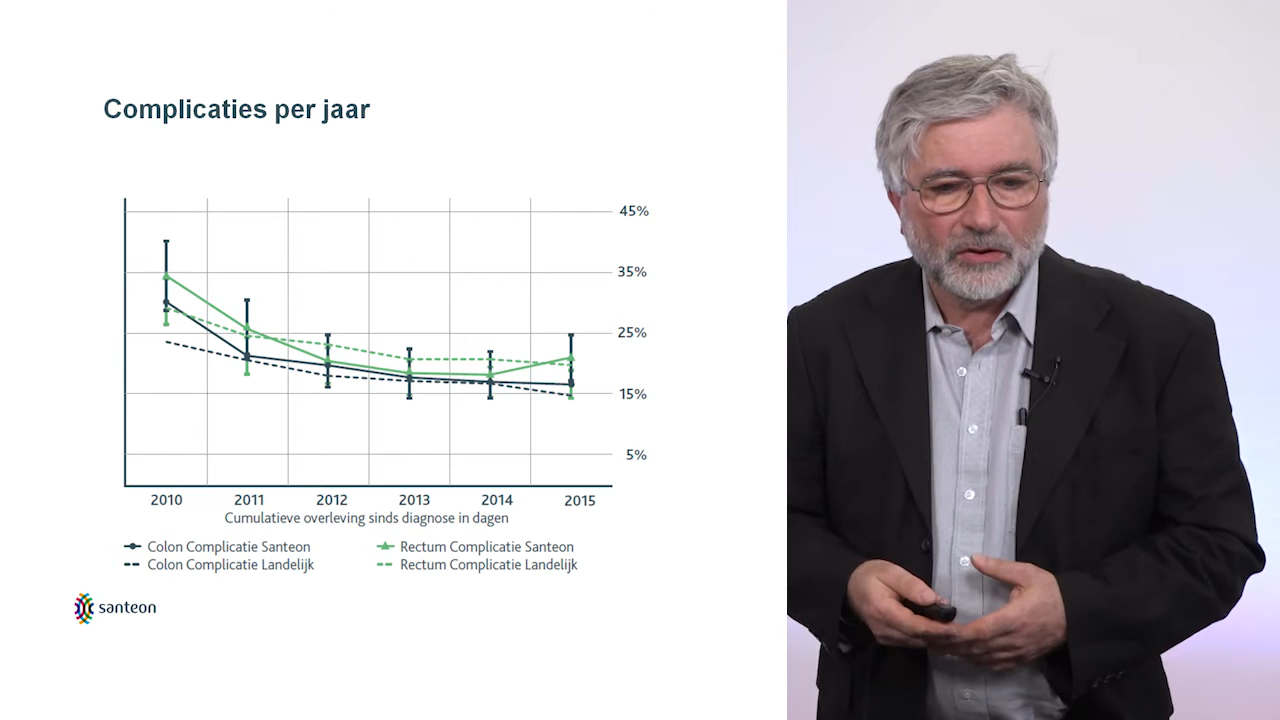 Complicaties per jaar
45%
35%
25%
15%
5%
2010 2011 2012 2013 2014 2015
Cumulatieve overleving sinds diagnose in dagen
Colon Complicatie Santeon Rectum Complicatie Santeon
Colon Complicatie Landelijk Rectum Complicatie Landelijk
santeon